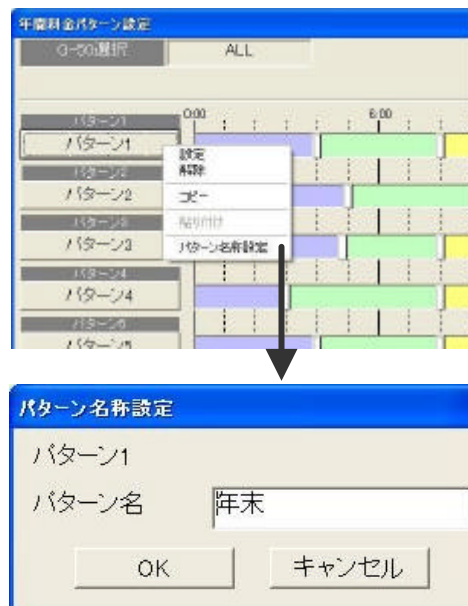 年間料金パターン設定
G-50選択 ALL
0:00 6:00
パターン1
パターン1
設定
解除
パターン2
パターン2
コピー
貼り付け
パターン3
パターン3
パターン名称設定
パターン4
パターン4
パターン5
パターン5
パターン名称設定
パターン1
パターン名 年末
OK キャンセル